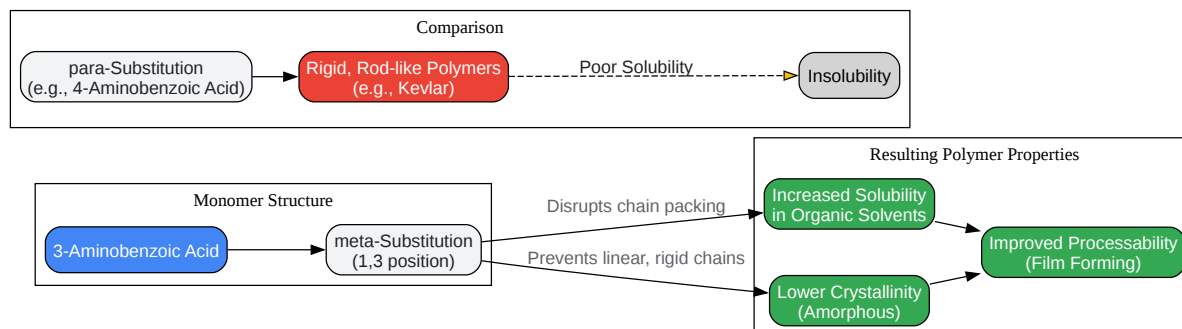 Comparison
para-Substitution
(e.g., 4-Aminobenzoic Acid)
Rigid, Rod-like Polymers
(e.g., Kevlar)
Poor Solubility
Insolubility
Monomer Structure
3-Aminobenzoic Acid
meta-Substitution
(1,3 position)
Disrupts chain packing
Prevents linear, rigid chains
Resulting Polymer Properties
Increased Solubility
in Organic Solvents
Lower Crystallinity
(Amorphous)
Improved Processability
(Film Forming)